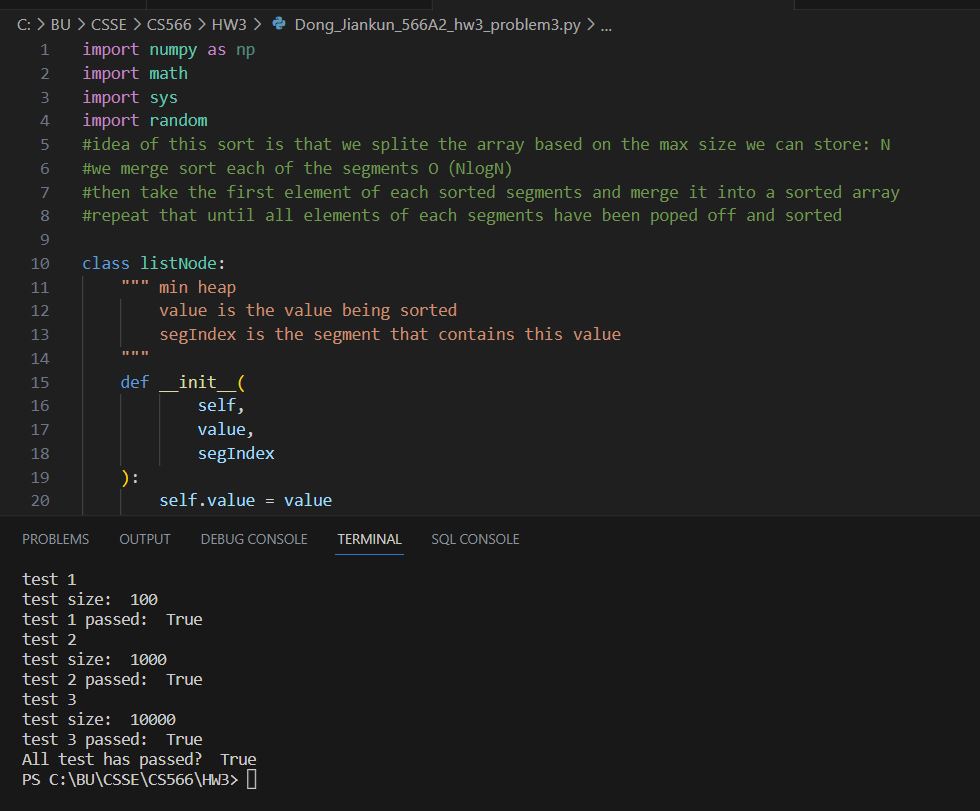 C: > BU > CSSE > CS566 > HW3 > Dong_Jiankun_566A2_hw3_problem3.py > ...
1 import numpy as np
2 import math
3 import sys
4 import random
5 #idea of this sort is that we splite the array based on the max size we can store: N
6 #we merge sort each of the segments O (NlogN)
7 #then take the first element of each sorted segments and merge it into a sorted array
8 #repeat that until all elements of each segments have been poped off and sorted
9
10 class listNode:
11 """ min heap
12 value is the value being sorted
13 segIndex is the segment that contains this value
14 """
15 def __init__(
16 self,
17 value,
18 segIndex
19 ):
20 self.value = value
PROBLEMS OUTPUT DEBUG CONSOLE TERMINAL SQL CONSOLE
test 1
test size:  100
test 1 passed:  True
test 2
test size:  1000
test 2 passed:  True
test 3
test size:  10000
test 3 passed:  True
All test has passed?  True
PS C:\BU\CSSE\CS566\HW3>